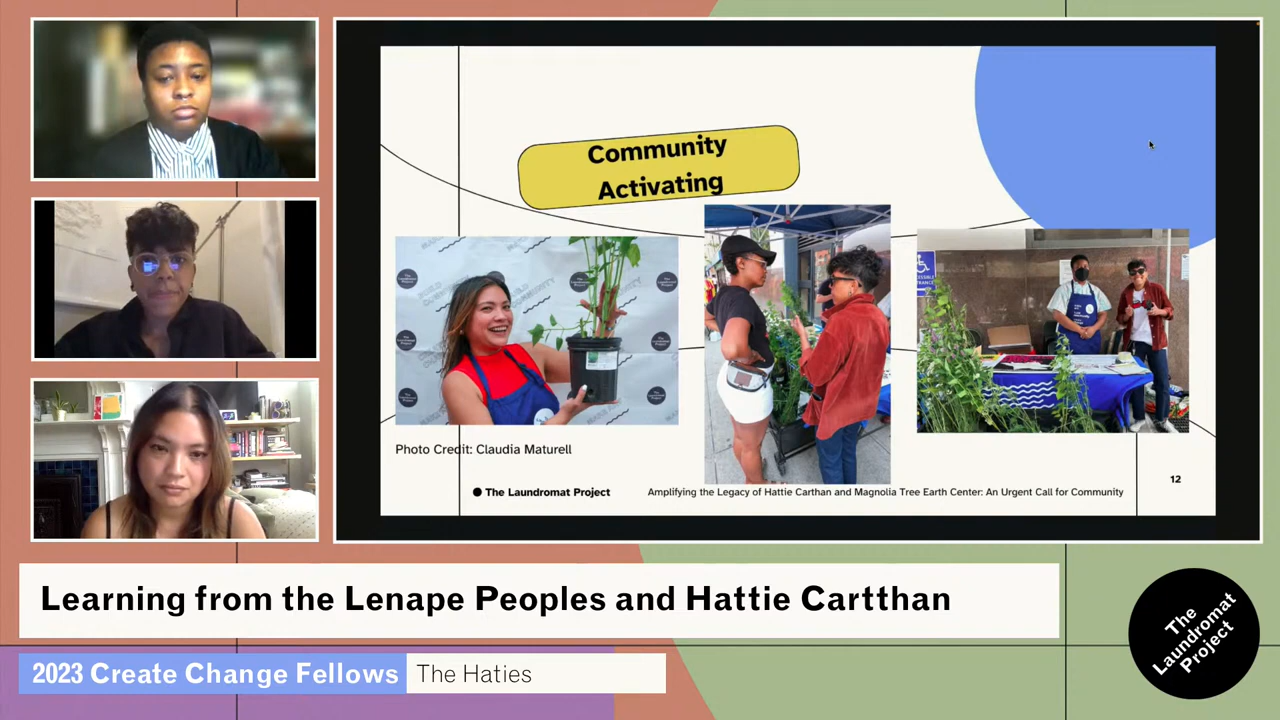 Community
Activating
Photo Credit: Claudia Maturell
The Laundromat Project
Amplifying the Legacy of Hattie Carthan and Magnolia Tree Earth Center: An Urgent Call for Community
12
Learning from the Lenape Peoples and Hattie Cartthan
2023 Create Change Fellows
The Haties
The
Laundromat
Project